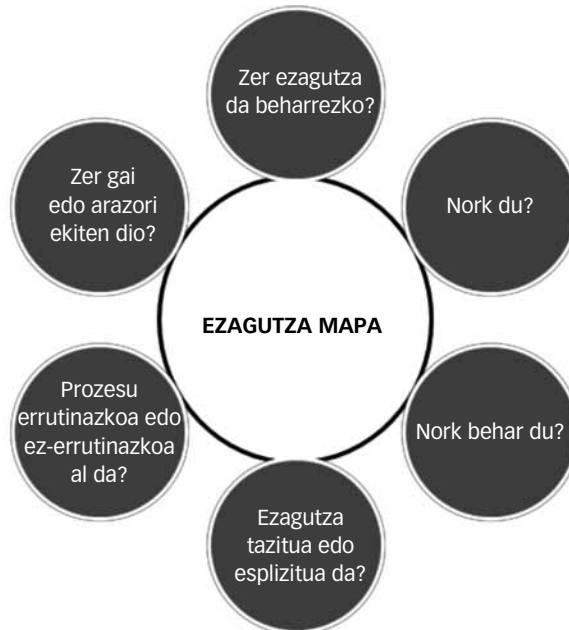 Zer ezagutza
da beharrezko?
Nork du?
Nork behar du?
Ezagutza
tazitua edo
esplizitua da?
Prozesu
errutinazkoa edo
ez-errutinazkoa
al da?
Zer gai
edo arazori
ekiten dio?
EZAGUTZA MAPA